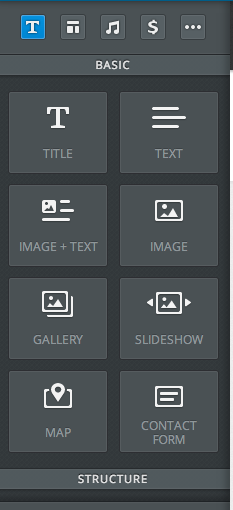 T
$
BASIC
T
TITLE
TEXT
IMAGE + TEXT
IMAGE
GALLERY
SLIDESHOW
MAP
CONTACT
FORM
STRUCTURE